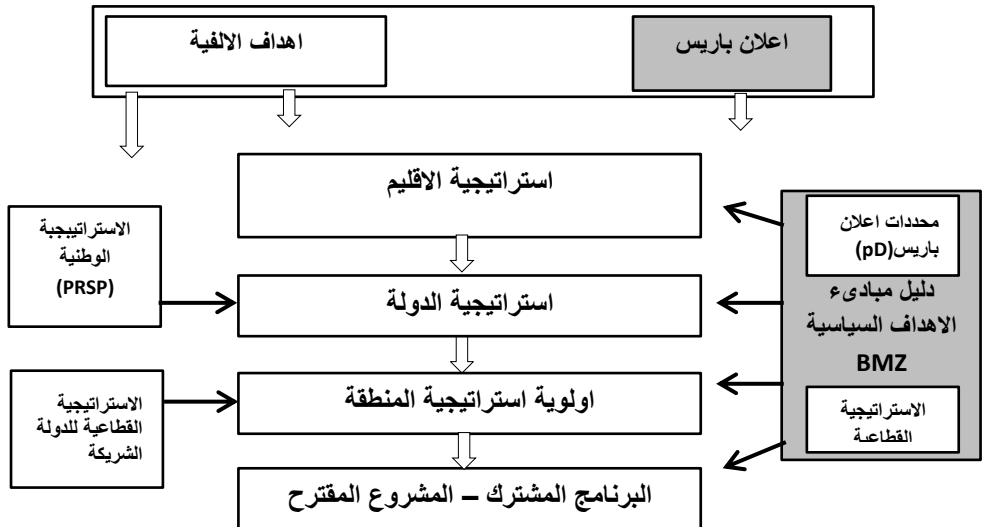 اعلان باريس
اهداف الالفية
استراتيجية الاقليم
محددات اعلان
باريس(pD)
دليل مبادىء
الاهداف السياسية
BMZ
الاستراتيجية
القطاعية
الاستراتيبجية
الوطنية
(PRSP)
استراتيجية الدولة
اولوية استراتيجية المنطقة
الاستراتيجية
القطاعية للدولة
الشريكة
البرنامج المشترك – المشروع المقترح